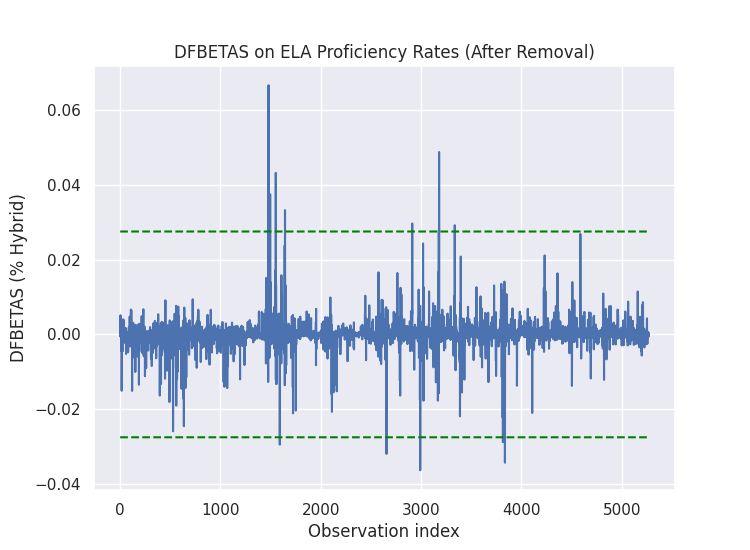 DFBETAS on ELA Proficiency Rates (After Removal)
DFBETAS (% Hybrid)
0.06
0.04
0.02
0.00
−0.02
−0.04
0 1000 2000 3000 4000 5000
Observation index